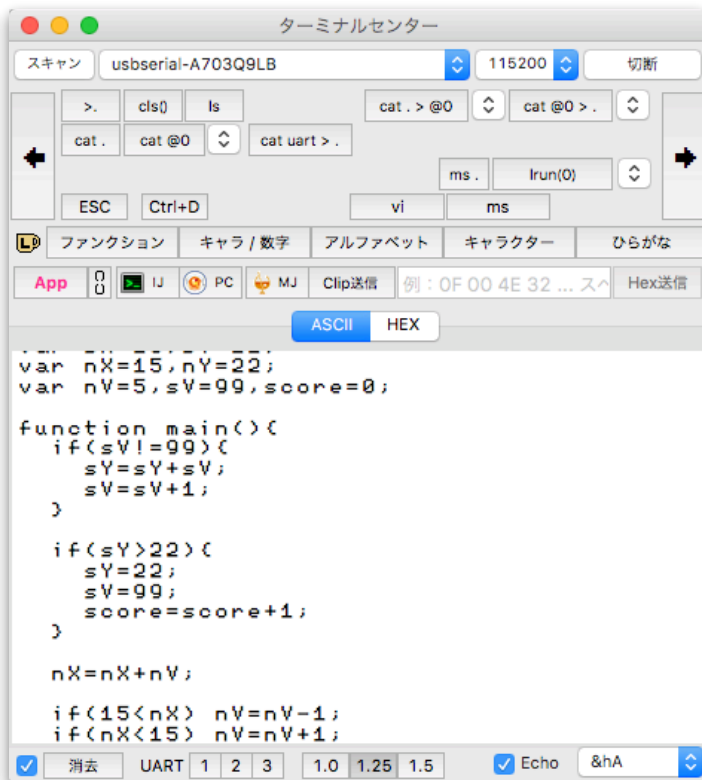 ターミナルセンター
スキャン usbserial-A703Q9LB 115200 切断
>. cls() ls cat . > @0 cat @0 > .
cat . cat @0 cat uart > .
ms . lrun(0)
ESC Ctrl+D vi ms
ファンクション キャラ / 数字 アルファベット キャラクター ひらがな
App IJ PC MJ Clip送信 例：0F 00 4E 32 ... スペ Hex送信
ASCII HEX
var nX=15,nY=22;
var nV=5,sV=99,score=0;
function main(){
if(sV!=99){
sY=sY+sV;
sV=sV+1;
}
if(sY>22){
sY=22;
sV=99;
score=score+1;
}
nX=nX+nV;
if(15<nX) nV=nV-1;
if(nX<15) nV=nV+1;
消去 UART 1 2 3 1.0 1.25 1.5 Echo &hA